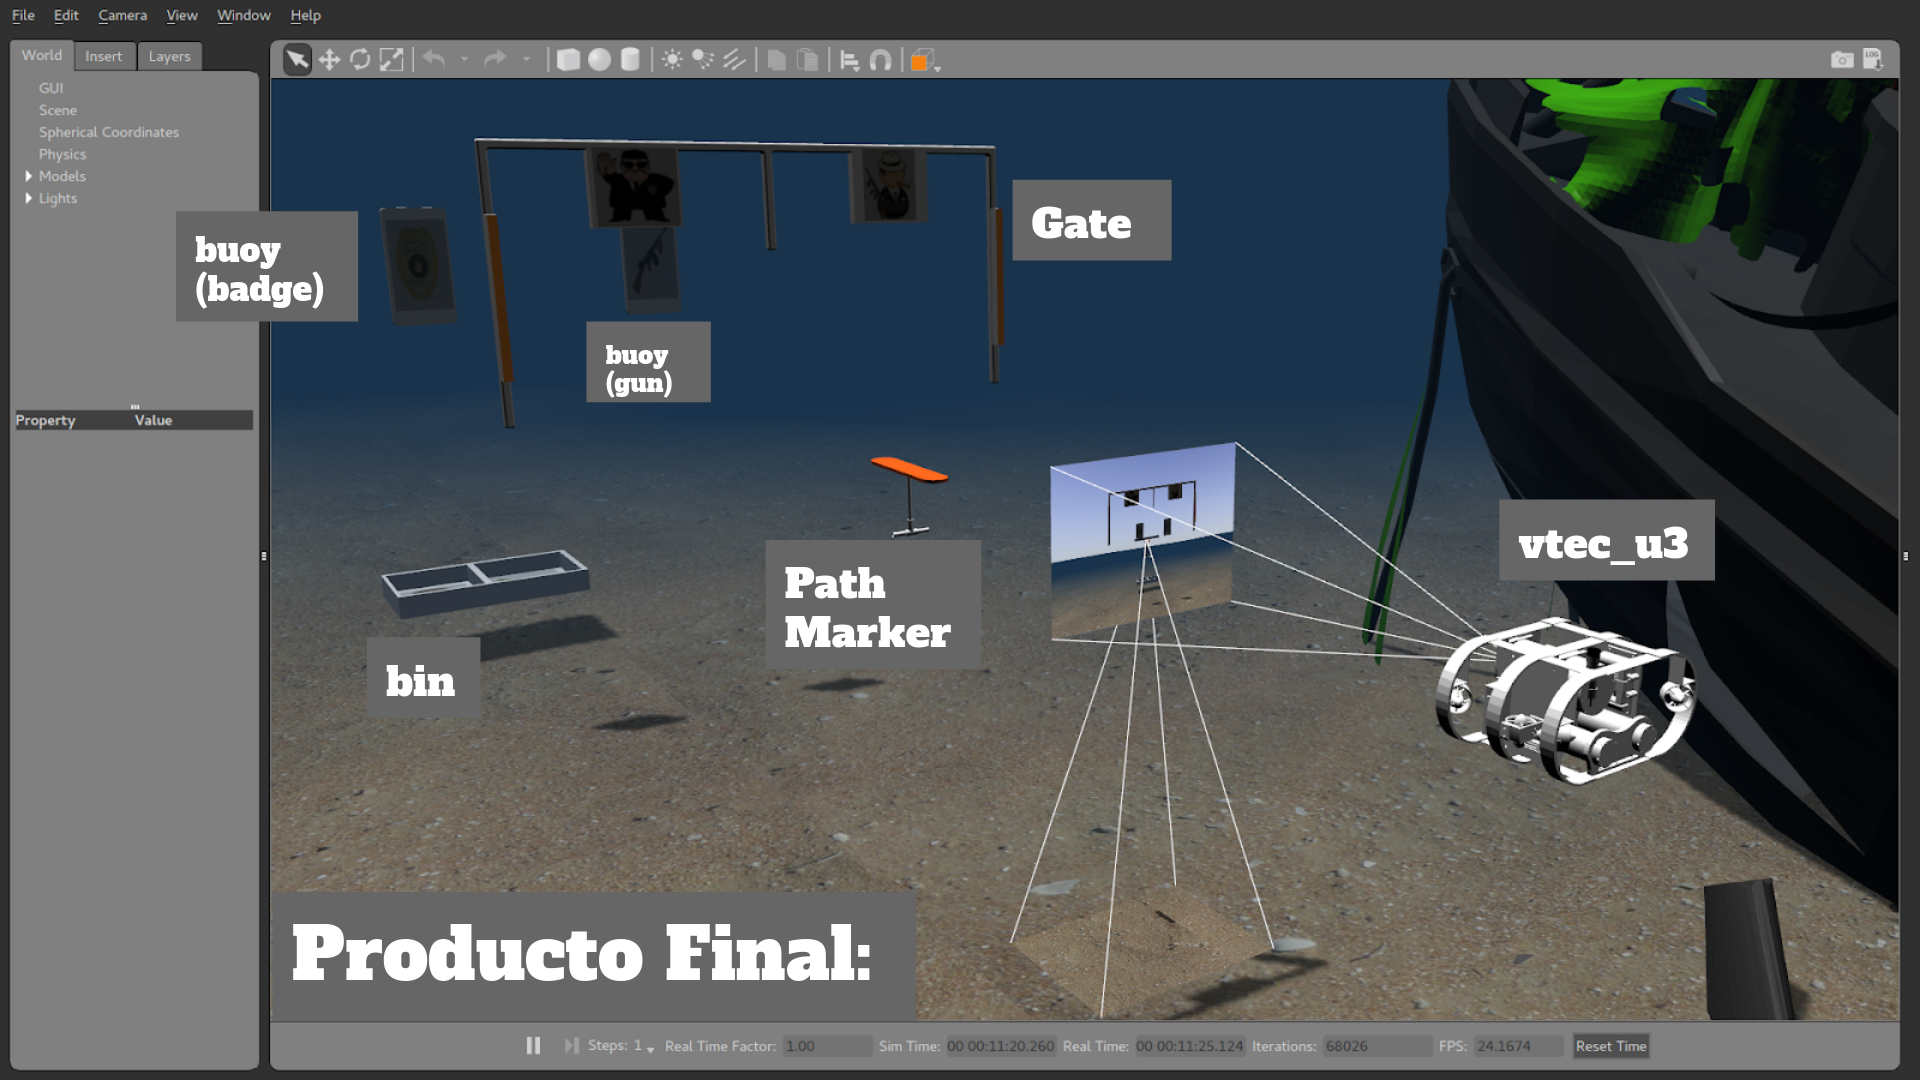 File Edit Camera View Window Help
World Insert Layers
GUI
Scene
Spherical Coordinates
Physics
Models
Lights
Property Value
buoy
(badge)
buoy
(gun)
Gate
Path
Marker
bin
vtec_u3
Producto Final:
Steps: 1 Real Time Factor: 1.00 Sim Time: 00 00:11:20.260 Real Time: 00 00:11:25.124 Iterations: 68026 FPS: 24.1674 Reset Time
LOG